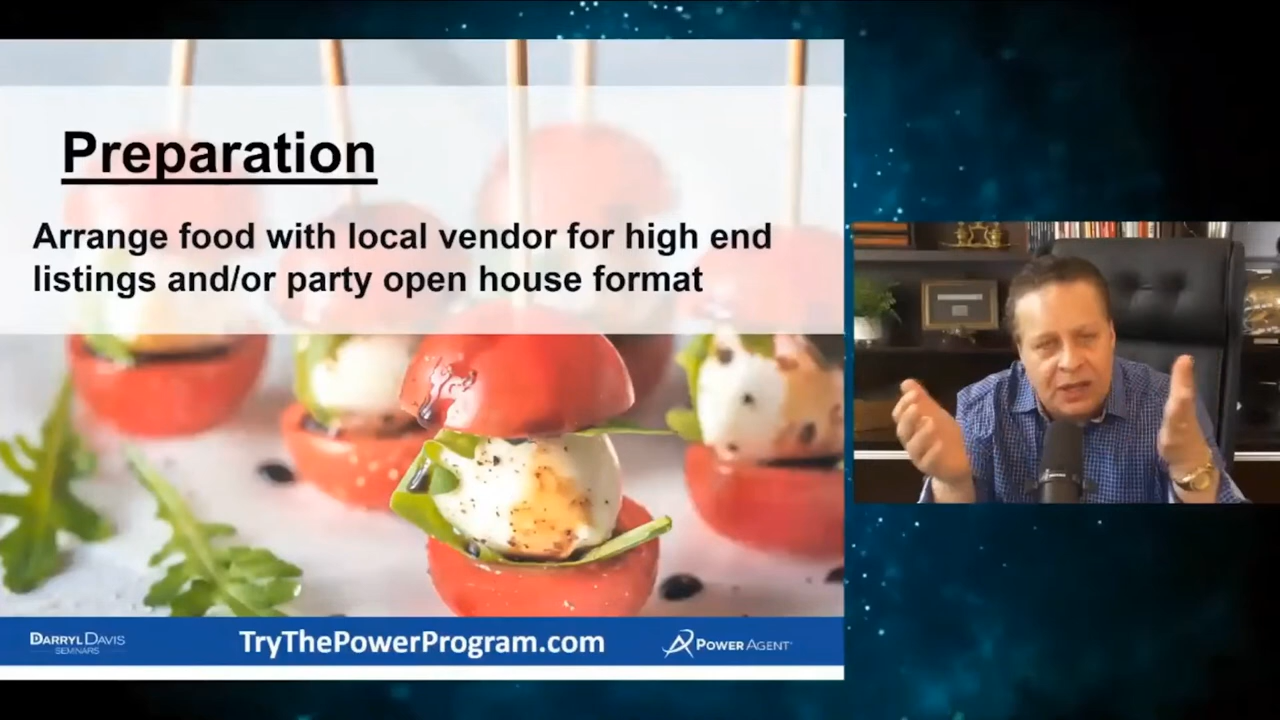 Preparation
Arrange food with local vendor for high end
listings and/or party open house format
DARRYL DAVIS
SEMINARS
TryThePowerProgram.com
POWER AGENT